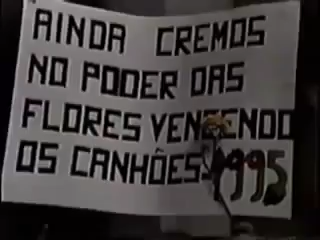 AINDA CREMOS
NO PODER DAS
FLORES VENCENDO
OS CANHÕES 1995